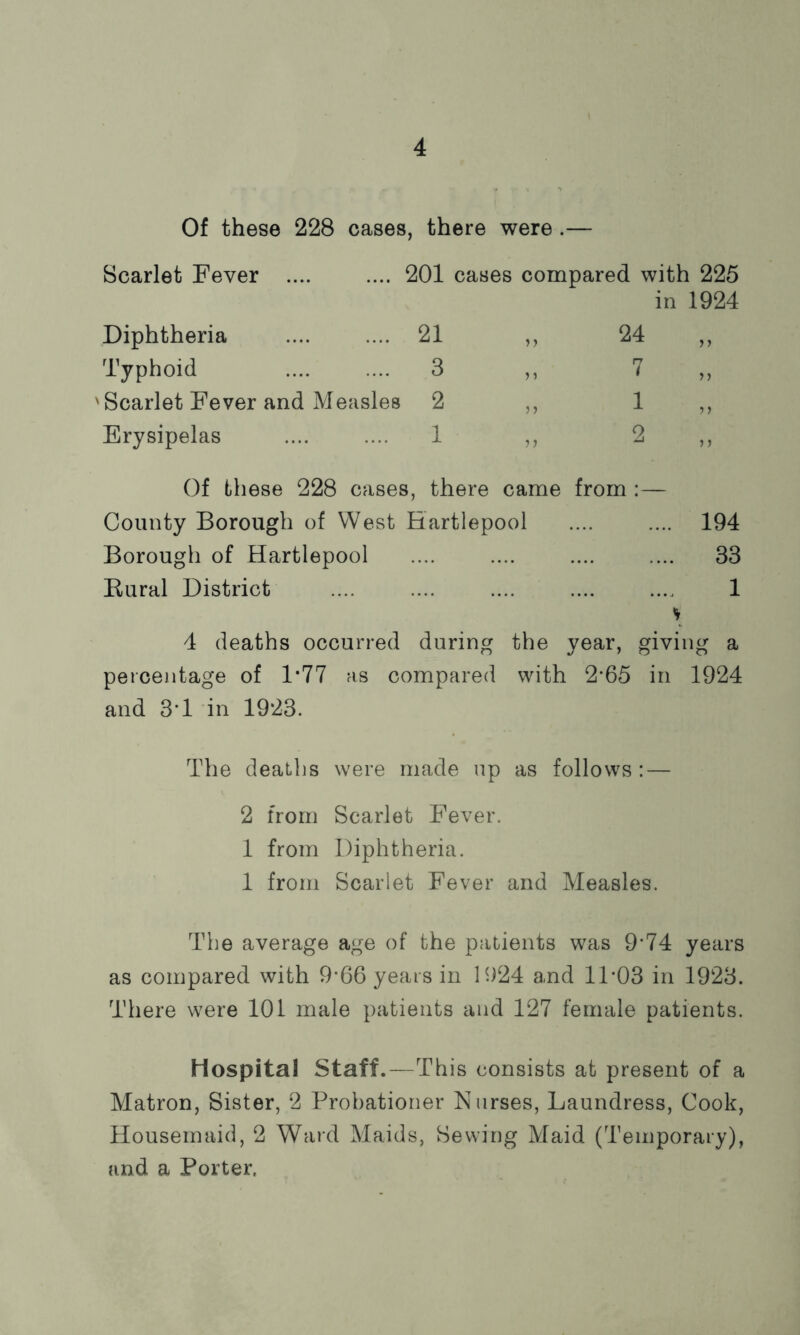 4
Of these 228 cases, there were.—
Scarlet Fever .... .... 201 cases compared with 225
in 1924
Diphtheria .... .... 21 ,, 24 ,,
Typhoid .... .... 3 ,, 7 ,,
Scarlet Fever and Measles 2 ,, 1 ,,
Erysipelas .... .... 1 ,, 2 ,,
Of these 228 cases, there came from :—
County Borough of West Hartlepool .... .... 194
Borough of Hartlepool .... .... .... .... 33
Rural District .... .... .... .... .... 1
4 deaths occurred during the year, giving a
percentage of 1·77 as compared with 2·65 in 1924
and 3·1 in 1923.
The deaths were made up as follows :—
2 from Scarlet Fever.
1 from Diphtheria.
1 from Scarlet Fever and Measles.
The average age of the patients was 9·74 years
as compared with 9·66 years in 1924 and 11·03 in 1923.
There were 101 male patients and 127 female patients.
Hospital Staff.—This consists at present of a
Matron, Sister, 2 Probationer Nurses, Laundress, Cook,
Housemaid, 2 Ward Maids, Sewing Maid (Temporary),
and a Porter.